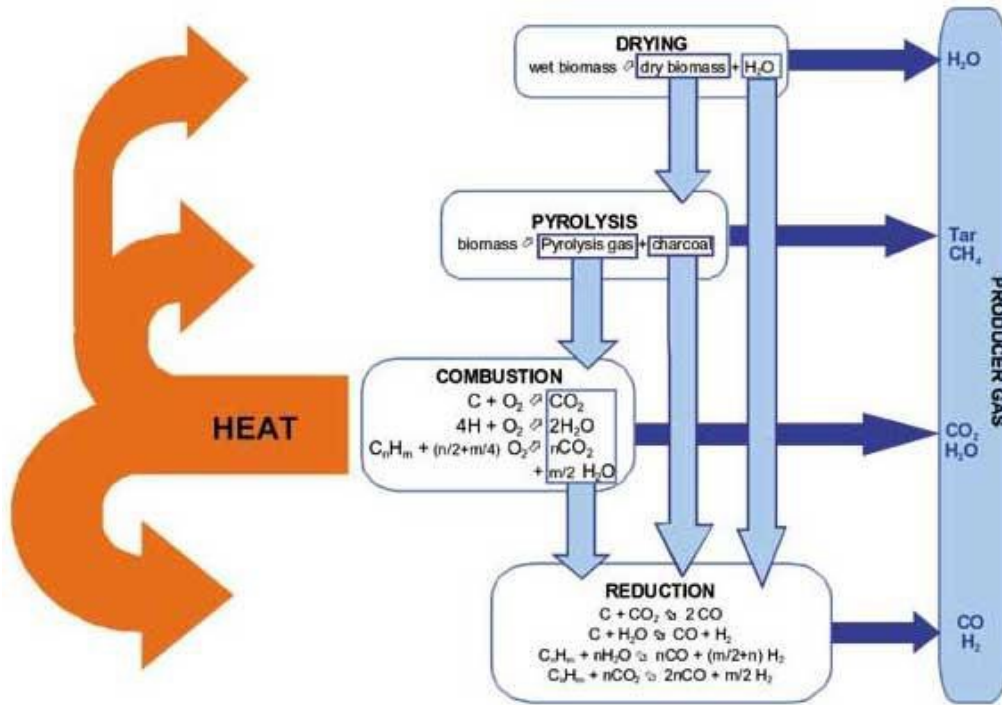 DRYING
wet biomass ⬀ dry biomass + H₂O
H₂O
PYROLYSIS
biomass ⬀ Pyrolysis gas + charcoal
Tar
CH₄
PRODUCER GAS
COMBUSTION
C + O₂ ⬀ CO₂
4H + O₂ ⬀ 2H₂O
CₙHₘ + (n/2+m/4) O₂ ⬀ nCO₂
+ m/2 H₂O
HEAT
CO₂
H₂O
REDUCTION
C + CO₂ ⬂ 2 CO
C + H₂O ⬂ CO + H₂
CₙHₘ + nH₂O ⬂ nCO + (m/2+n) H₂
CₙHₘ + nCO₂ ⬂ 2nCO + m/2 H₂
CO
H₂